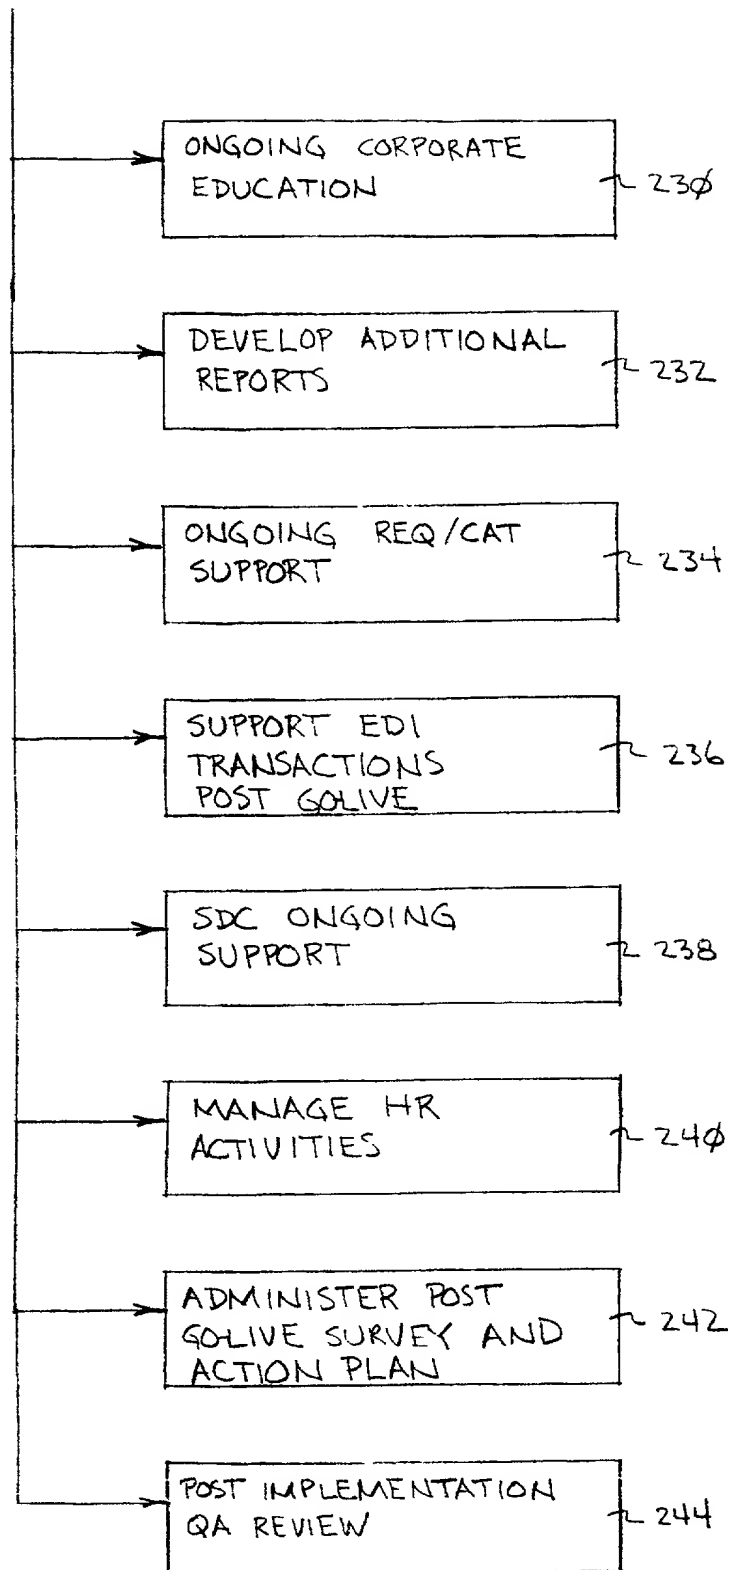 ONGOING CORPORATE
EDUCATION
230
DEVELOP ADDITIONAL
REPORTS
232
ONGOING REQ/CAT
SUPPORT
234
SUPPORT EDI
TRANSACTIONS
POST GOLIVE
236
SDC ONGOING
SUPPORT
238
MANAGE HR
ACTIVITIES
240
ADMINISTER POST
GO-LIVE SURVEY AND
ACTION PLAN
242
POST IMPLEMENTATION
QA REVIEW
244